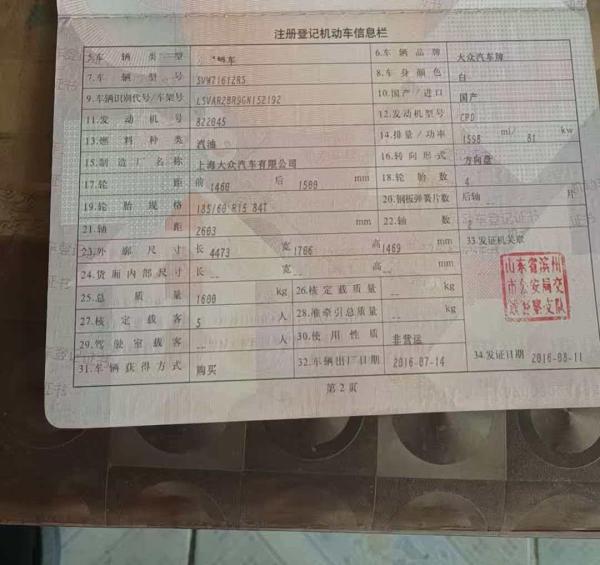 注册登记机动车信息栏
5.车辆类型 轿车 6.车辆品牌 大众汽车牌
7.车辆型号 SVW7161ZRS 8.车身颜色 白
9.车辆识别代号/车架号 LSVAR2BR9GN152192 10.国产/进口 国产
11.发动机号 822045 12.发动机型号 CPD
13.燃料种类 汽油 14.排量/功率 1598 ml/ 81 kw
15.制造厂名称 上海大众汽车有限公司 16.转向形式 方向盘
17.轮距 前 1460 后 1500 mm 18.轮胎数 4
19.轮胎规格 185/60 R15 84T 20.钢板弹簧片数 后轴 -- 片
21.轴距 2603 mm 22.轴数 2
23.外廓尺寸 长 4473 宽 1706 高 1469 mm 33.发证机关章
24.货厢内部尺寸 长 -- 宽 -- 高 -- mm
25.总质量 1600 kg 26.核定载质量 -- kg
27.核定载客 5 人 28.准牵引总质量 -- kg
29.驾驶室载客 -- 人 30.使用性质 非营运
31.车辆获得方式 购买 32.车辆出厂日期 2016-07-14 34.发证日期 2016-08-11
山东省滨州
市公安局交
通警察支队
第2页